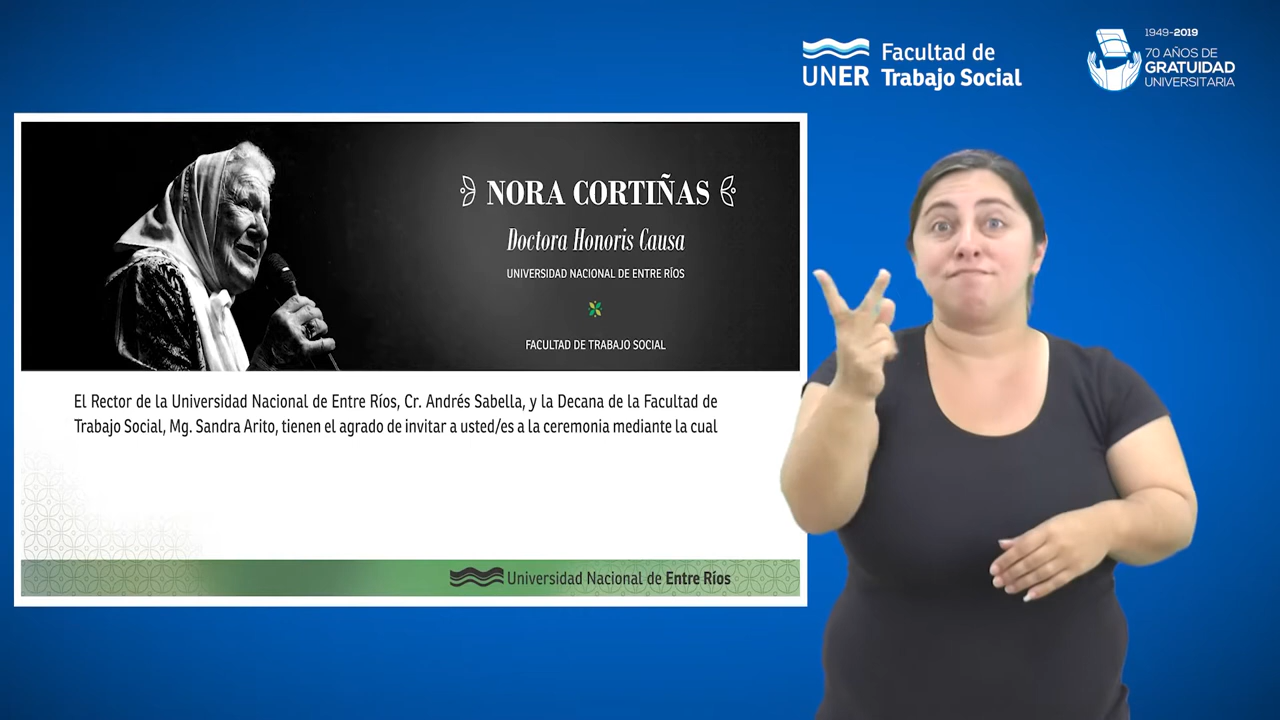 UNER
Facultad de
Trabajo Social
1949-2019
70 AÑOS DE
GRATUIDAD
UNIVERSITARIA
NORA CORTIÑAS
Doctora Honoris Causa
UNIVERSIDAD NACIONAL DE ENTRE RÍOS
FACULTAD DE TRABAJO SOCIAL
El Rector de la Universidad Nacional de Entre Ríos, Cr. Andrés Sabella, y la Decana de la Facultad de
Trabajo Social, Mg. Sandra Arito, tienen el agrado de invitar a usted/es a la ceremonia mediante la cual
Universidad Nacional de Entre Ríos